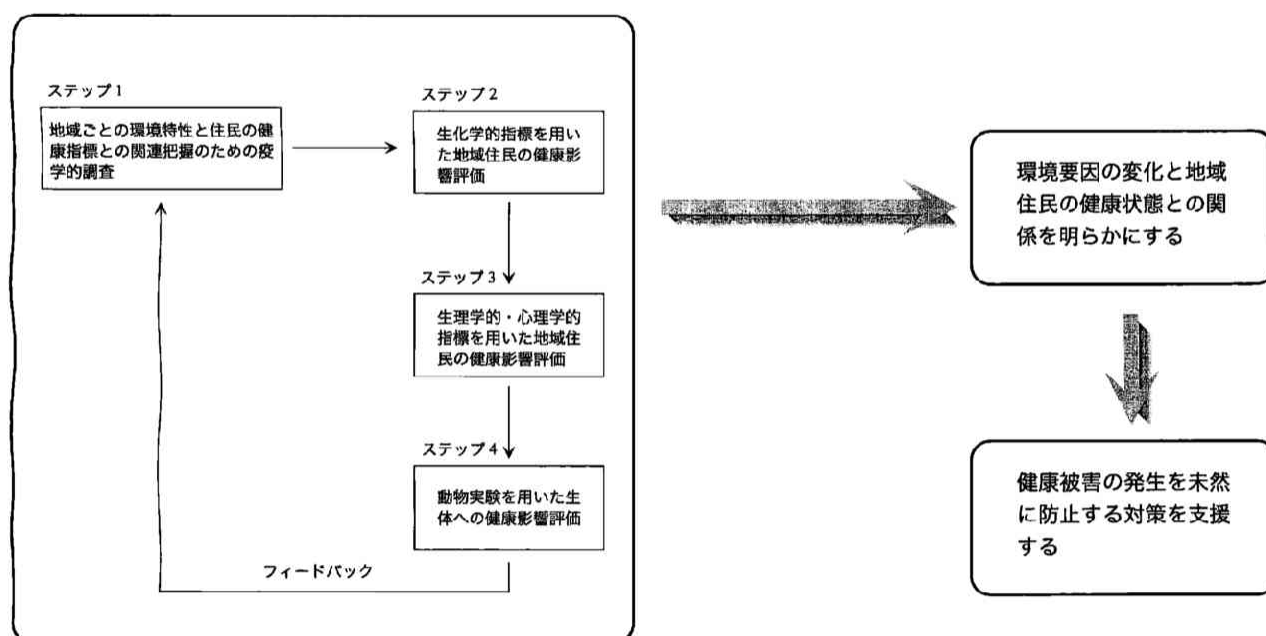 ステップ1
地域ごとの環境特性と住民の健
康指標との関連把握のための疫
学的調査
ステップ2
生化学的指標を用い
た地域住民の健康影
響評価
ステップ3
生理学的・心理学的
指標を用いた地域住
民の健康影響評価
ステップ4
動物実験を用いた生
体への健康影響評価
フィードバック
環境要因の変化と地域
住民の健康状態との関
係を明らかにする
健康被害の発生を未然
に防止する対策を支援
する